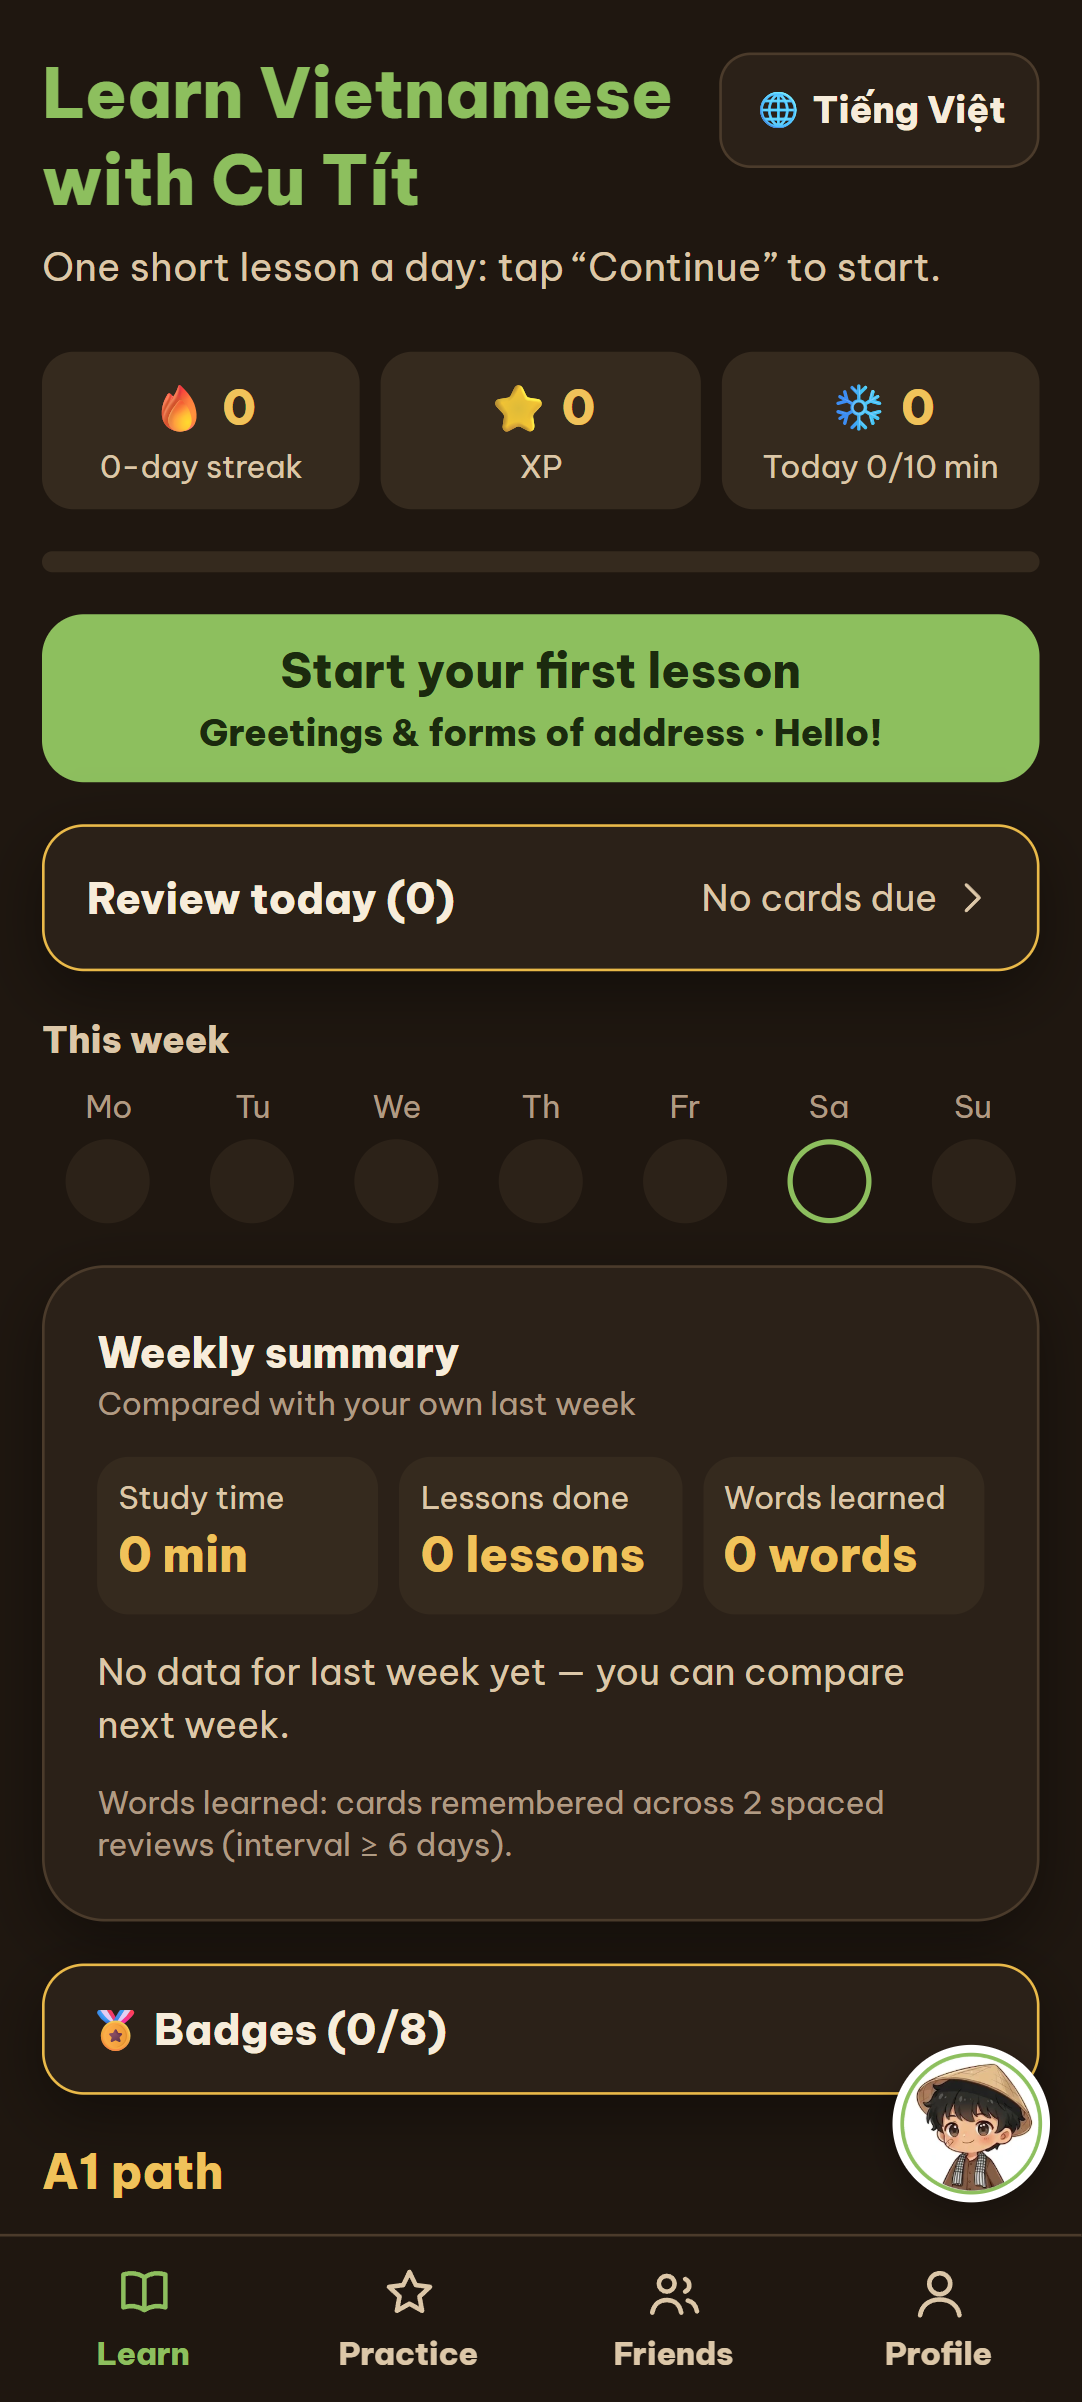 Learn Vietnamese
with Cu Tít
Tiếng Việt
One short lesson a day: tap “Continue” to start.
0
0-day streak
0
XP
0
Today 0/10 min
Start your first lesson
Greetings & forms of address · Hello!
Review today (0)
No cards due
This week
Mo Tu We Th Fr Sa Su
Weekly summary
Compared with your own last week
Study time
0 min
Lessons done
0 lessons
Words learned
0 words
No data for last week yet — you can compare
next week.
Words learned: cards remembered across 2 spaced
reviews (interval ≥ 6 days).
Badges (0/8)
A1 path
Learn
Practice
Friends
Profile